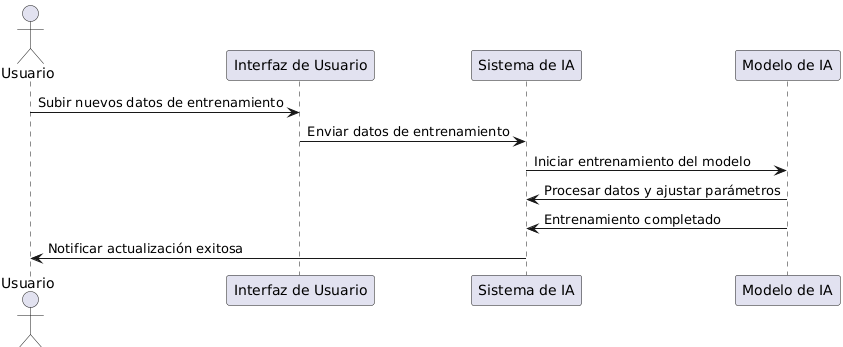 Usuario
Interfaz de Usuario
Sistema de IA
Modelo de IA
Subir nuevos datos de entrenamiento
Enviar datos de entrenamiento
Iniciar entrenamiento del modelo
Procesar datos y ajustar parámetros
Entrenamiento completado
Notificar actualización exitosa
Usuario
Interfaz de Usuario
Sistema de IA
Modelo de IA